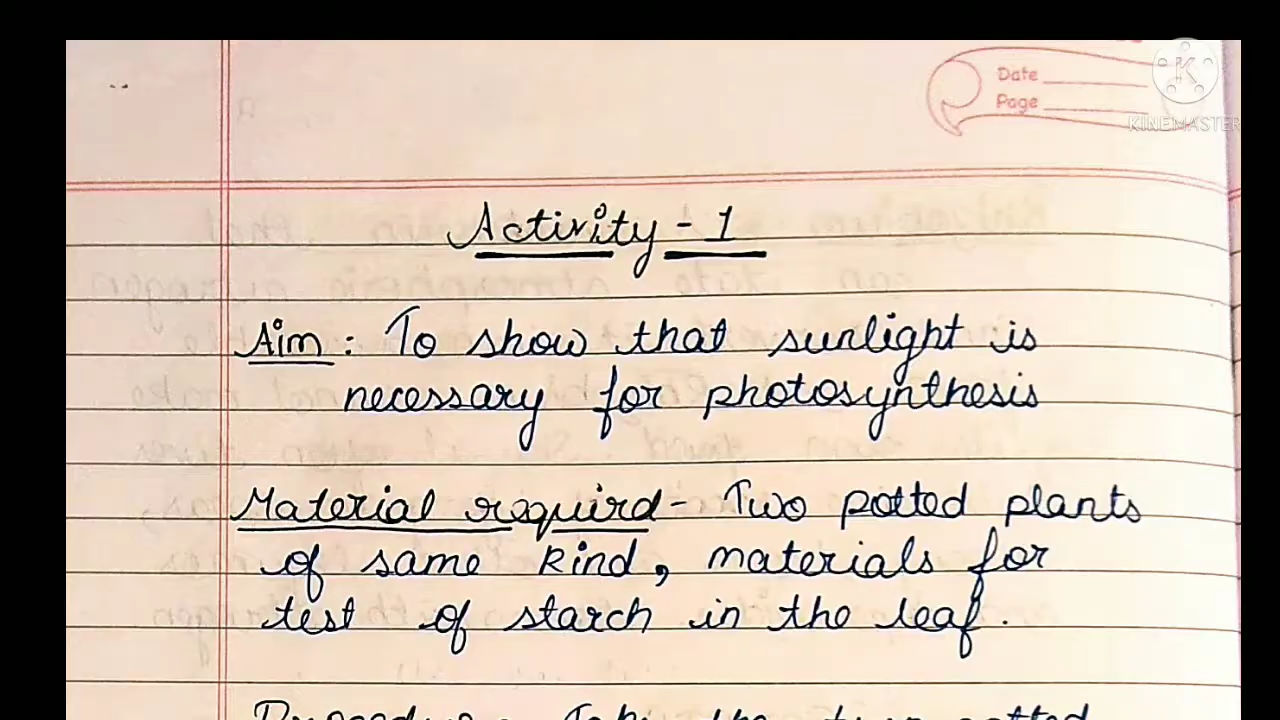 Date
Page
KINEMASTER
Activity - 1
Aim : To show that sunlight is
necessary for photosynthesis
Material requird - Two potted plants
of same kind, materials for
test of starch in the leaf.